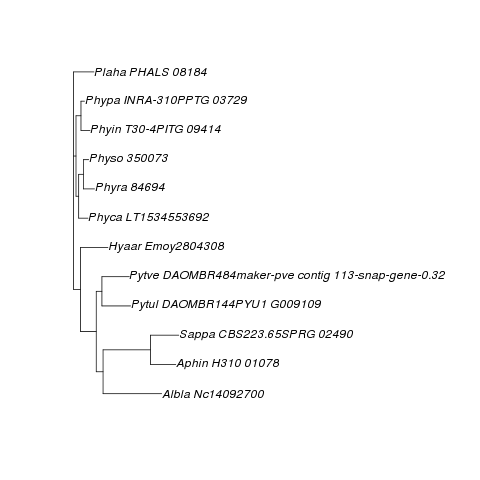 Plaha PHALS 08184
Phypa INRA-310PPTG 03729
Phyin T30-4PITG 09414
Physo 350073
Phyra 84694
Phyca LT1534553692
Hyaar Emoy2804308
Pytve DAOMBR484maker-pve contig 113-snap-gene-0.32
Pytul DAOMBR144PYU1 G009109
Sappa CBS223.65SPRG 02490
Aphin H310 01078
Albla Nc14092700